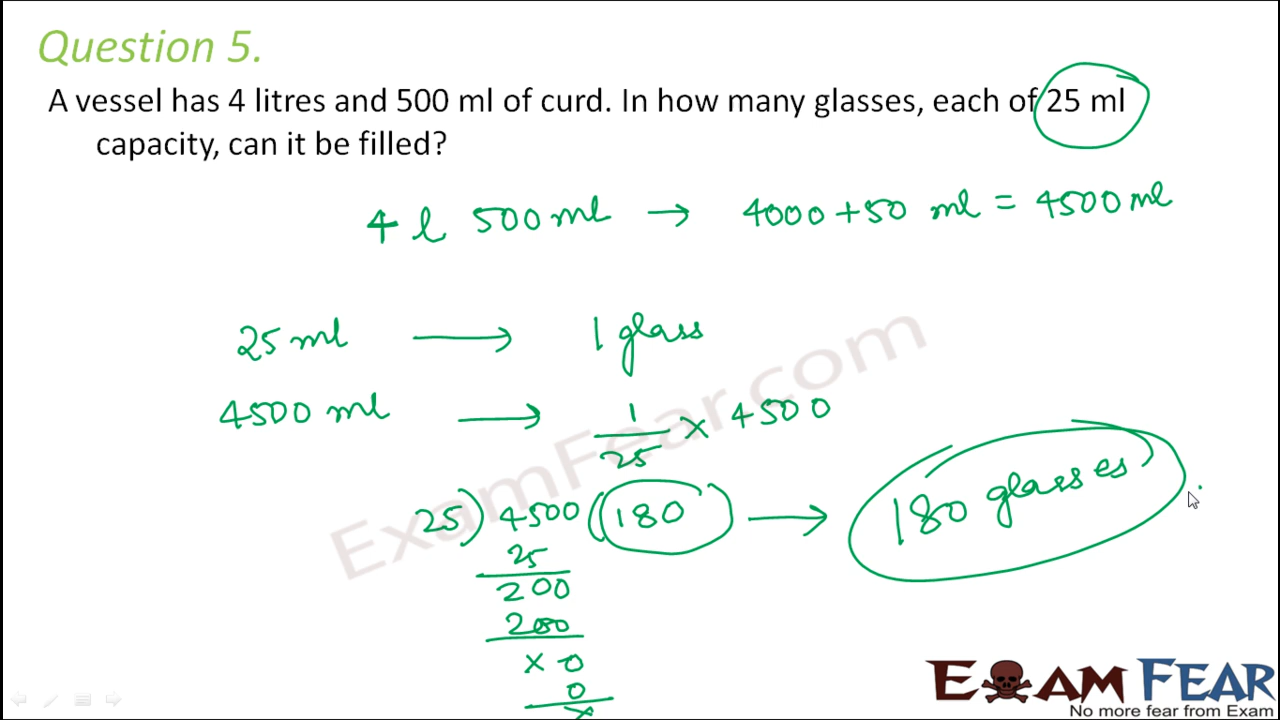 Question 5.
A vessel has 4 litres and 500 ml of curd. In how many glasses, each of 25 ml
capacity, can it be filled?
4 l 500 ml → 4000 + 50 ml = 4500 ml
25 ml → 1 glass
4500 ml → 1/25 × 4500
25) 4500 (180 → 180 glasses
25
200
200
× 0
0
×
ExamFear.com
EXAM FEAR
No more fear from Exam